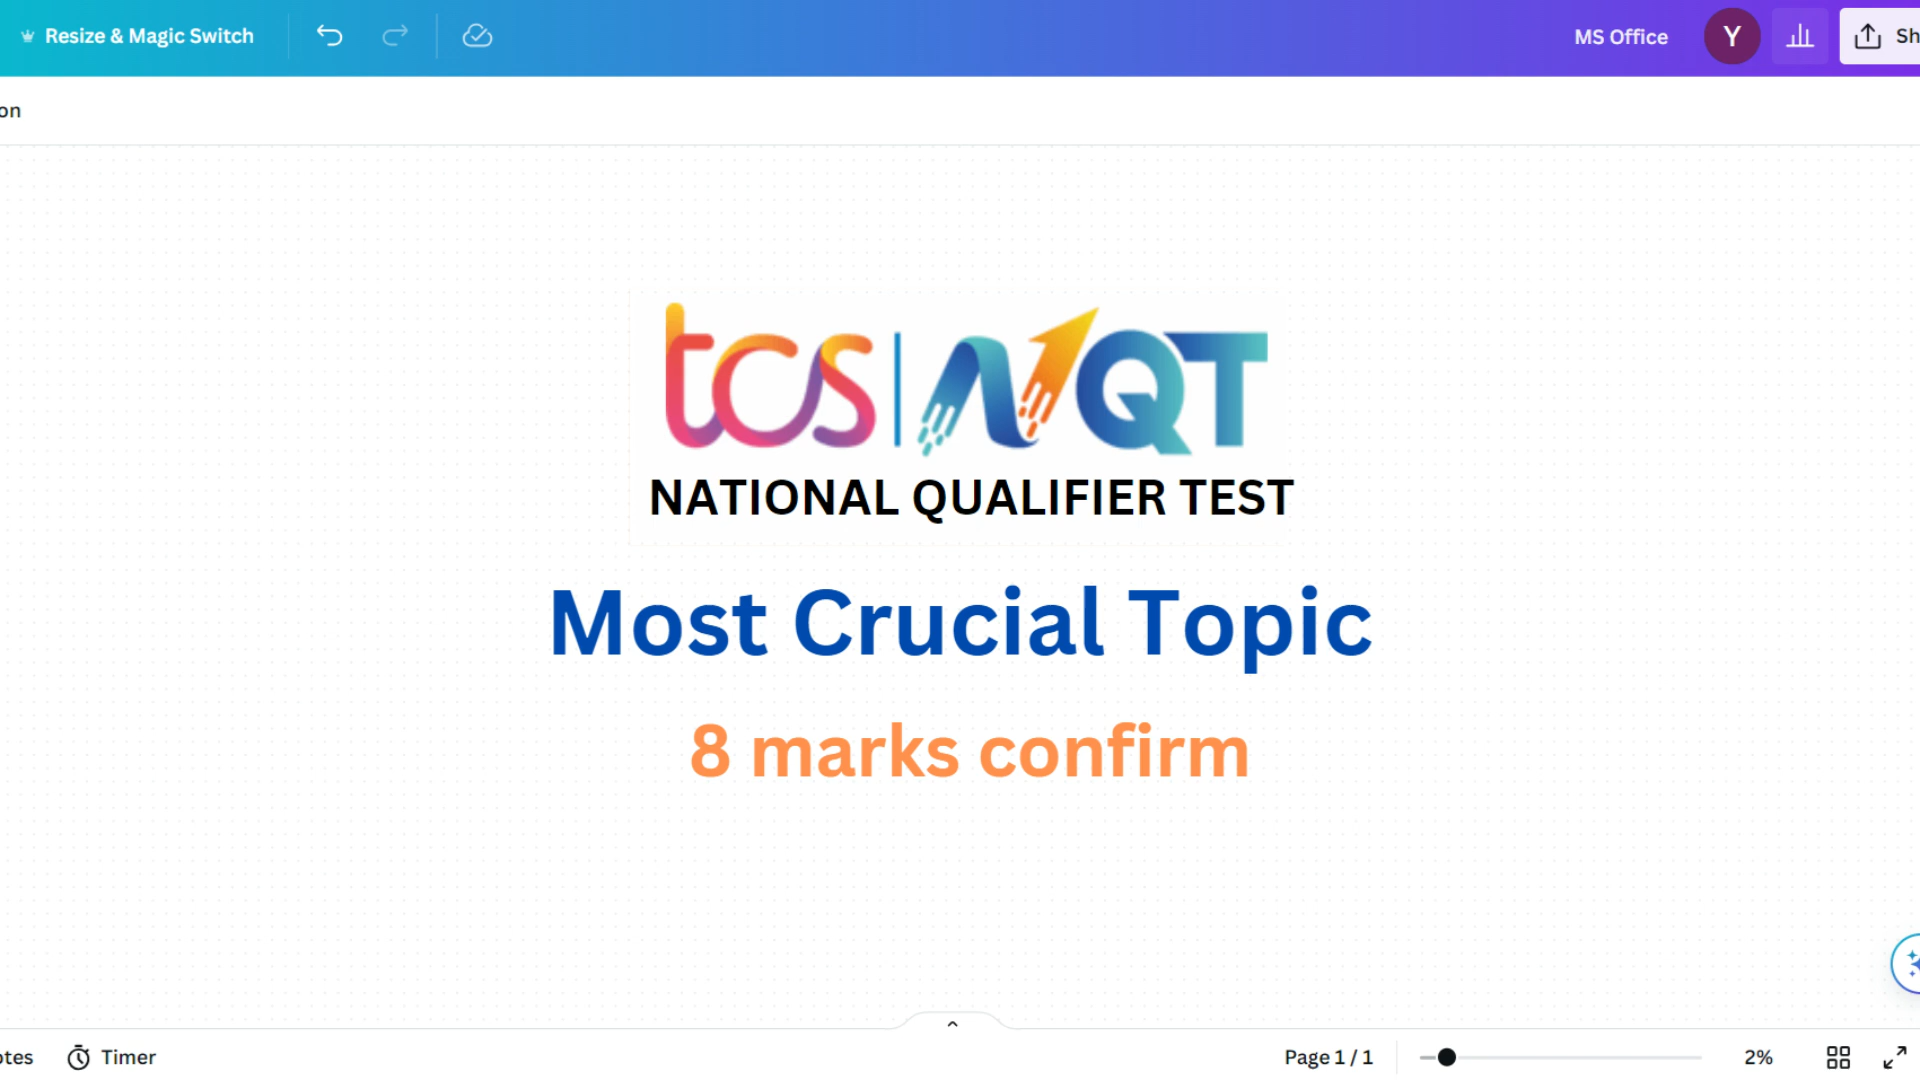 Resize & Magic Switch
MS Office
Y
Sh
on
tcs | NQT
NATIONAL QUALIFIER TEST
Most Crucial Topic
8 marks confirm
otes
Timer
Page 1 / 1
2%